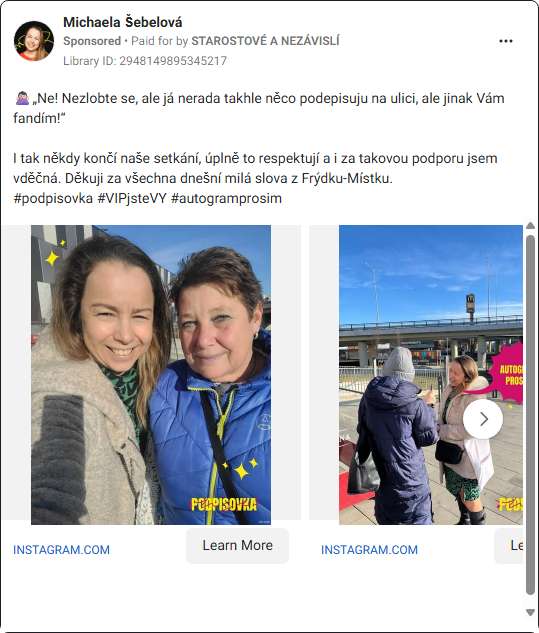 Michaela Šebelová
Sponsored • Paid for by STAROSTOVÉ A NEZÁVISLÍ
Library ID: 2948149895345217
🤷🏻‍♀️„Ne! Nezlobte se, ale já nerada takhle něco podepisuju na ulici, ale jinak Vám
fandím!“
I tak někdy končí naše setkání, úplně to respektuji a i za takovou podporu jsem
vděčná. Děkuji za všechna dnešní milá slova z Frýdku-Místku.
#podpisovka #VIPjsteVY #autogramprosim
PODPISOVKA
AUTOG
PROS
PODP
INSTAGRAM.COM
Learn More
INSTAGRAM.COM
Le